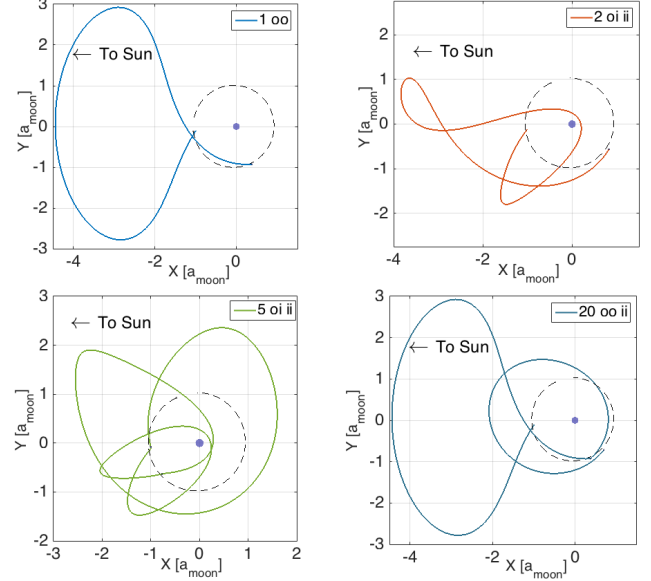 3
2
1
0
-1
-2
-3
Y [a_moon]
1 oo
← To Sun
-4
-2
0
X [a_moon]
2
1
0
-1
-2
Y [a_moon]
2 oi ii
← To Sun
-4
-2
0
X [a_moon]
3
2
1
0
-1
-2
Y [a_moon]
5 oi ii
← To Sun
-3
-2
-1
0
1
2
X [a_moon]
3
2
1
0
-1
-2
-3
Y [a_moon]
20 oo ii
← To Sun
-4
-2
0
X [a_moon]